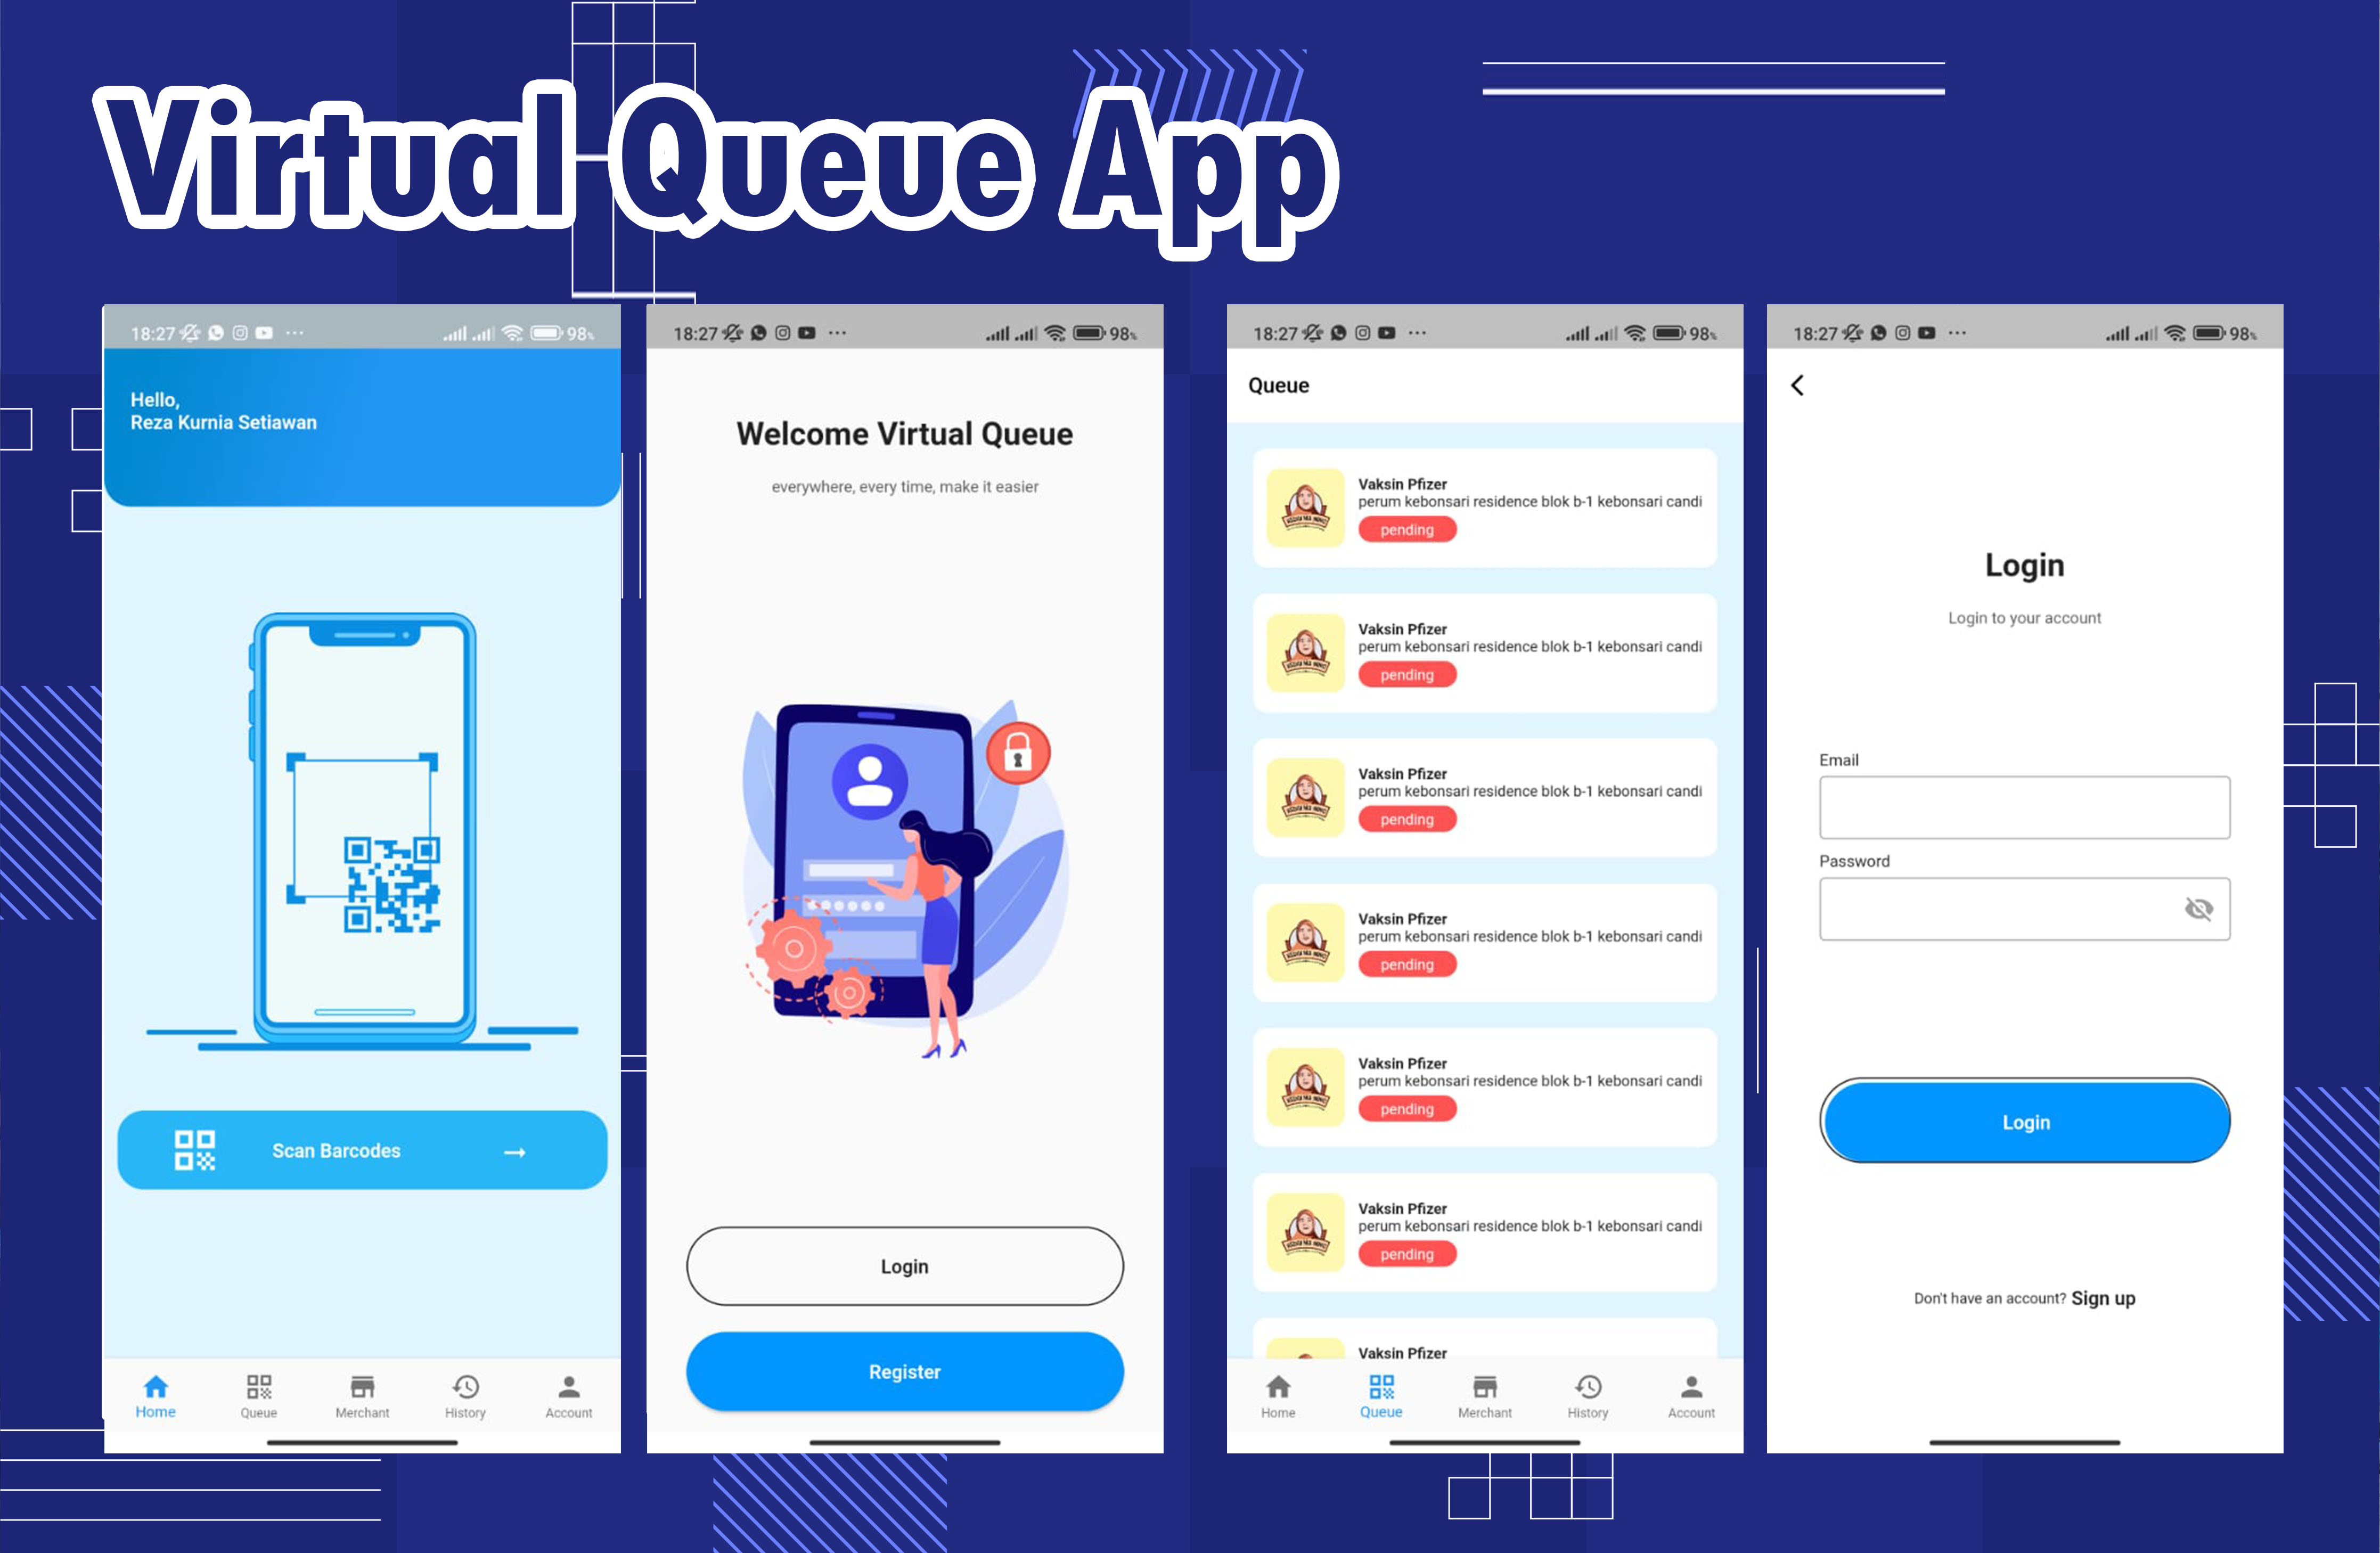 Virtual Queue App
18:27 98%
Hello,
Reza Kurnia Setiawan
Scan Barcodes
Home Queue Merchant History Account
18:27 98%
Welcome Virtual Queue
everywhere, every time, make it easier
Login
Register
18:27 98%
Queue
Vaksin Pfizer
perum kebonsari residence blok b-1 kebonsari candi
pending
Vaksin Pfizer
perum kebonsari residence blok b-1 kebonsari candi
pending
Vaksin Pfizer
perum kebonsari residence blok b-1 kebonsari candi
pending
Vaksin Pfizer
perum kebonsari residence blok b-1 kebonsari candi
pending
Vaksin Pfizer
perum kebonsari residence blok b-1 kebonsari candi
pending
Vaksin Pfizer
perum kebonsari residence blok b-1 kebonsari candi
pending
Vaksin Pfizer
Home Queue Merchant History Account
18:27 98%
Login
Login to your account
Email
Password
Login
Don't have an account? Sign up